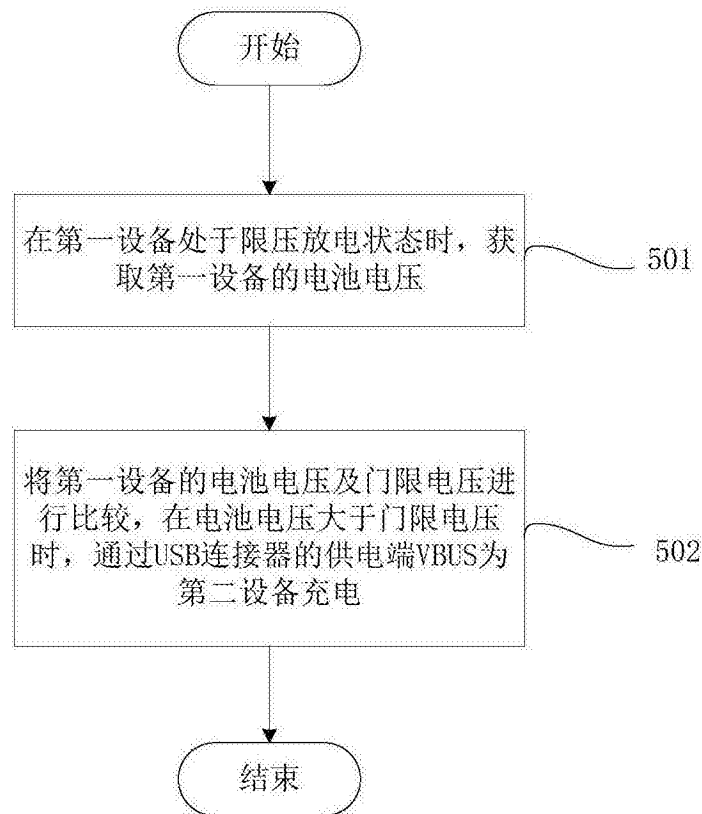 开始
在第一设备处于限压放电状态时，获
取第一设备的电池电压
501
将第一设备的电池电压及门限电压进
行比较，在电池电压大于门限电压
时，通过USB连接器的供电端VBUS为
第二设备充电
502
结束